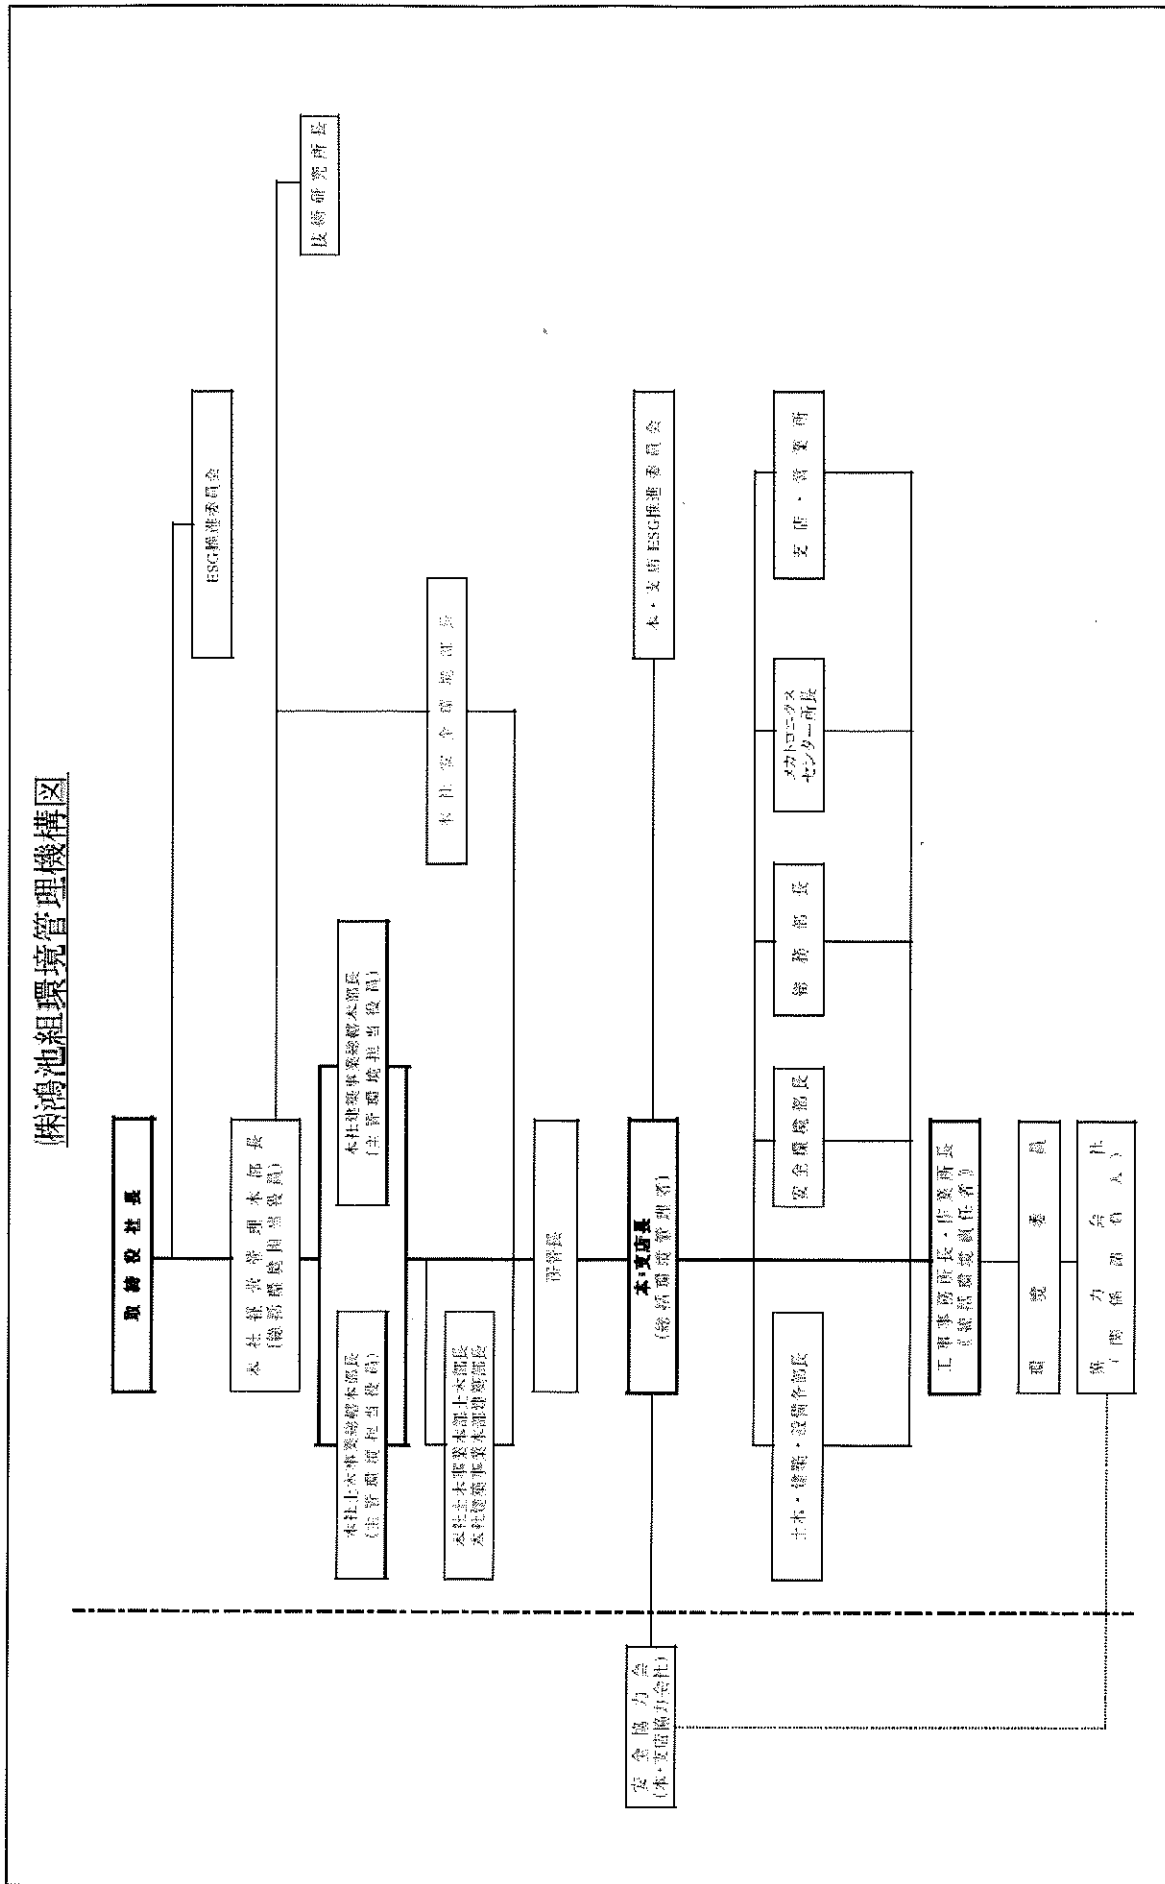 ㈱鴻池組環境管理機構図
取締役社長
ESG推進委員会
本社経営管理本部長
(総括環境担当役員)
技術研究所長
本社土木事業総轄本部長
(主管環境担当役員)
本社建築事業総轄本部長
(主管環境担当役員)
本社土木事業本部土木部長
本社建築事業本部建築部長
本社安全環境部長
所管長
安全協力会
(本・支店協力会社)
本・支店長
(総括環境管理者)
本・支店ESG推進委員会
土木・建築・設備各部長
安全環境部長
総務部長
メカトロニクス
センター所長
支店・営業所
工事事務所長・作業所長
(統括環境責任者)
環境委員
協力会社
(関係請負人)